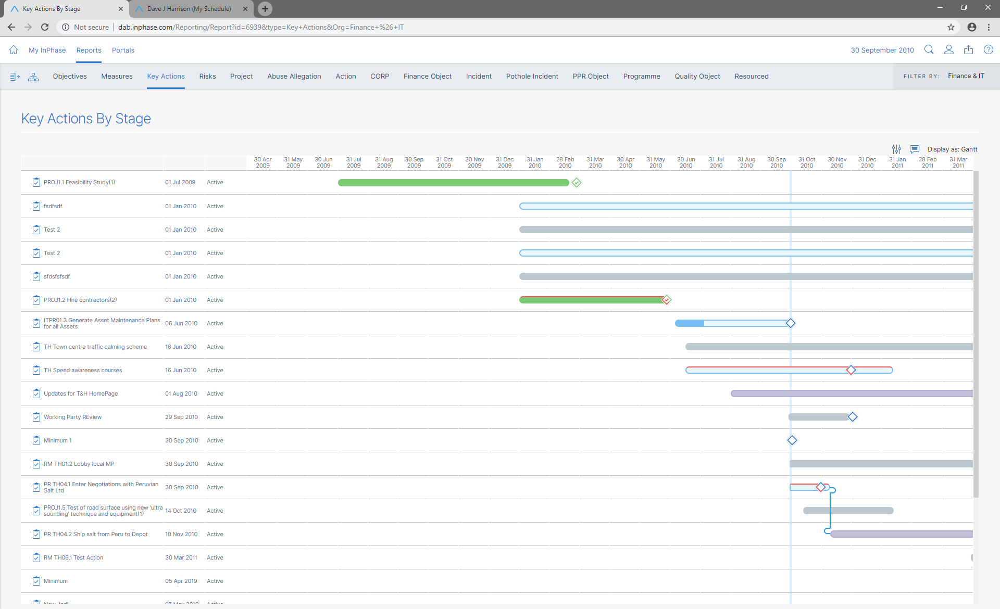 Key Actions By Stage
Dave J Harrison (My Schedule)
Not secure
dab.inphase.com/Reporting/Report?id=6939&type=Key+Actions&Org=Finance+%26+IT
My InPhase
Reports
Portals
30 September 2010
Objectives
Measures
Key Actions
Risks
Project
Abuse Allegation
Action
CORP
Finance Object
Incident
Pothole Incident
PPR Object
Programme
Quality Object
Resourced
FILTER BY:
Finance & IT
Key Actions By Stage
Display as: Gantt
30 Apr 2009
31 May 2009
30 Jun 2009
31 Jul 2009
31 Aug 2009
30 Sep 2009
31 Oct 2009
30 Nov 2009
31 Dec 2009
31 Jan 2010
28 Feb 2010
31 Mar 2010
30 Apr 2010
31 May 2010
30 Jun 2010
31 Jul 2010
31 Aug 2010
30 Sep 2010
31 Oct 2010
30 Nov 2010
31 Dec 2010
31 Jan 2011
28 Feb 2011
31 Mar 2011
PROJ1.1 Feasibility Study(1) 01 Jul 2009 Active
fsdfsdf 01 Jan 2010 Active
Test 2 01 Jan 2010 Active
Test 2 01 Jan 2010 Active
sfdsfsfsdf 01 Jan 2010 Active
PROJ1.2 Hire contractors(2) 01 Jan 2010 Active
ITPR01.3 Generate Asset Maintenance Plans
for all Assets 06 Jun 2010 Active
TH Town centre traffic calming scheme 16 Jun 2010 Active
TH Speed awareness courses 16 Jun 2010 Active
Updates for T&H HomePage 01 Aug 2010 Active
Working Party REview 29 Sep 2010 Active
Minimum 1 30 Sep 2010 Active
RM TH01.2 Lobby local MP 30 Sep 2010 Active
PR TH04.1 Enter Negotiations with Peruvian
Salt Ltd 30 Sep 2010 Active
PROJ1.5 Test of road surface using new 'ultra
sounding' technique and equipment(1) 14 Oct 2010 Active
PR TH04.2 Ship salt from Peru to Depot 10 Nov 2010 Active
RM TH06.1 Test Action 30 Mar 2011 Active
Minimum 05 Apr 2019 Active